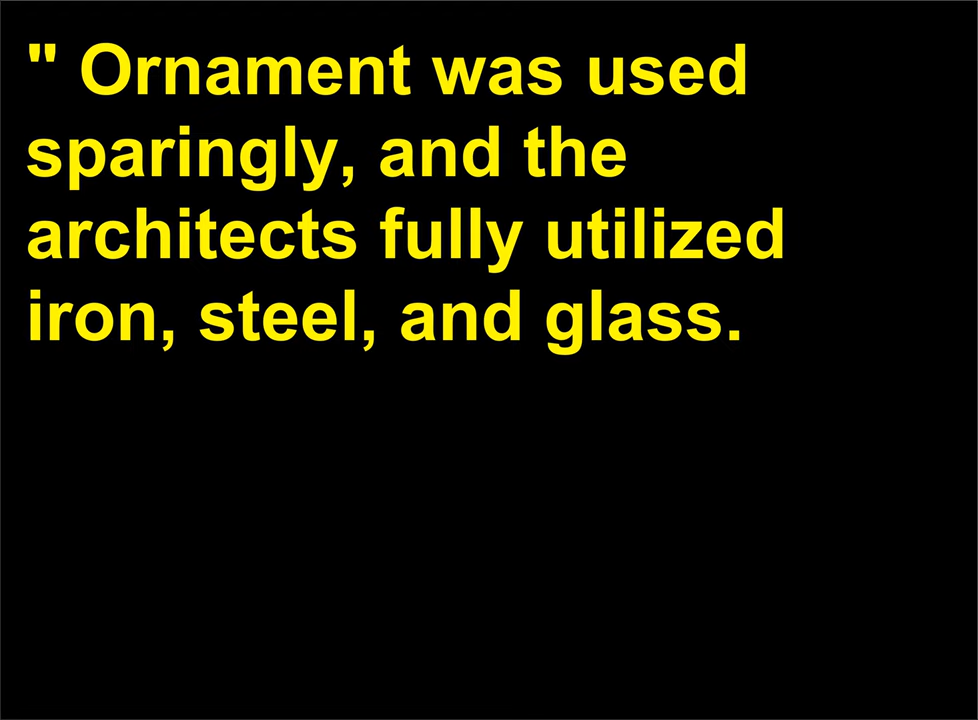 " Ornament was used
sparingly, and the
architects fully utilized
iron, steel, and glass.